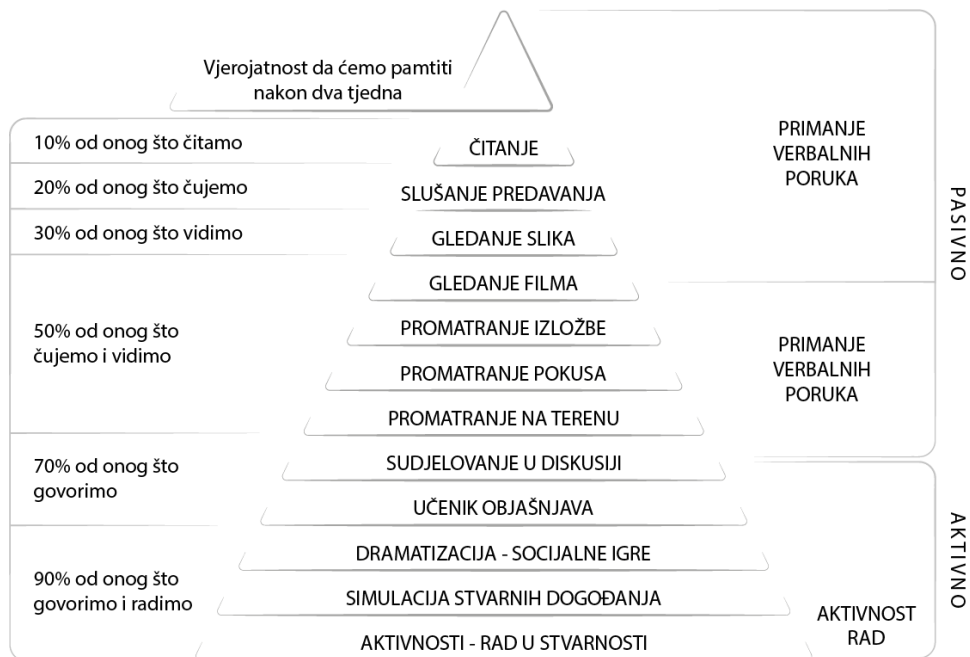 Vjerojatnost da ćemo pamtiti
nakon dva tjedna
10% od onog što čitamo
20% od onog što čujemo
30% od onog što vidimo
50% od onog što
čujemo i vidimo
70% od onog što
govorimo
90% od onog što
govorimo i radimo
ČITANJE
SLUŠANJE PREDAVANJA
GLEDANJE SLIKA
GLEDANJE FILMA
PROMATRANJE IZLOŽBE
PROMATRANJE POKUSA
PROMATRANJE NA TERENU
SUDJELOVANJE U DISKUSIJI
UČENIK OBJAŠNJAVA
DRAMATIZACIJA - SOCIJALNE IGRE
SIMULACIJA STVARNIH DOGOĐANJA
AKTIVNOSTI - RAD U STVARNOSTI
PRIMANJE
VERBALNIH
PORUKA
PRIMANJE
VERBALNIH
PORUKA
AKTIVNOST
RAD
PASIVNO
AKTIVNO